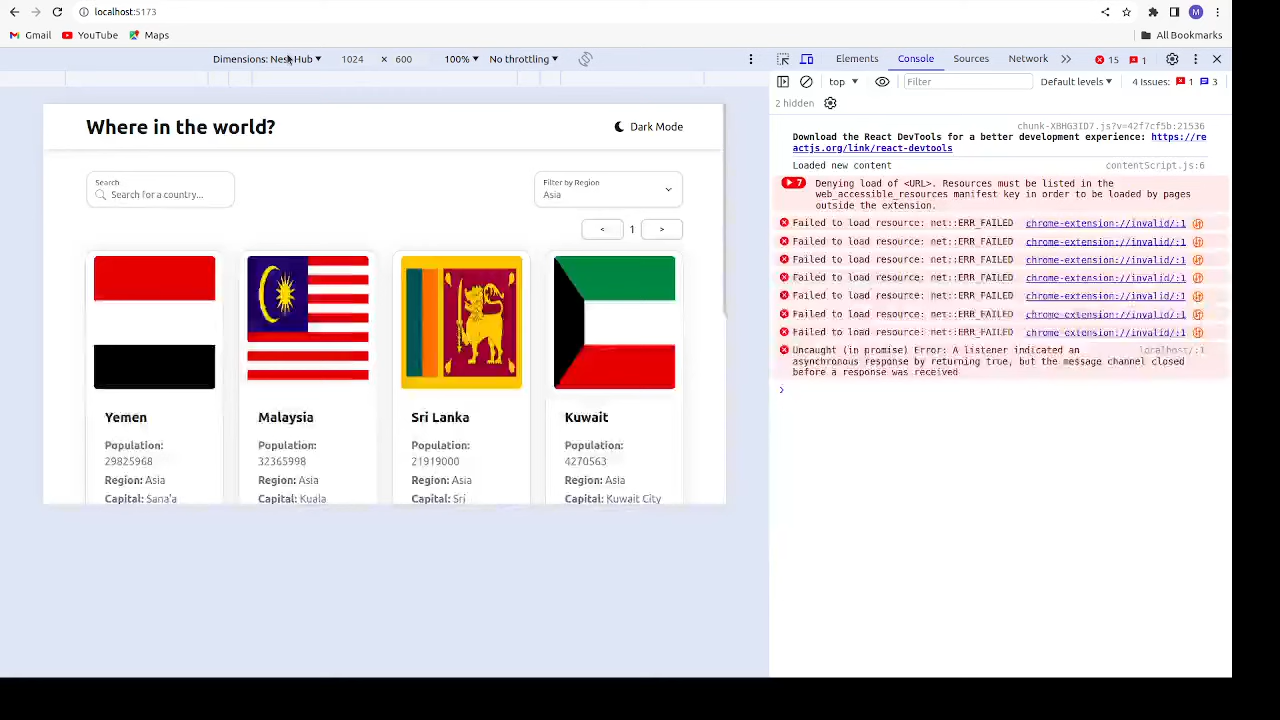 localhost:5173
M
Gmail YouTube Maps All Bookmarks
Dimensions: Nest Hub 1024 × 600 100% No throttling
Elements Console Sources Network 15 1
top Filter Default levels 4 Issues: 1 3
2 hidden
Where in the world?
Dark Mode
Search
Search for a country...
Filter by Region
Asia
< 1 >
Yemen
Population:
29825968
Region: Asia
Capital: Sana'a
Malaysia
Population:
32365998
Region: Asia
Capital: Kuala
Sri Lanka
Population:
21919000
Region: Asia
Capital: Sri
Kuwait
Population:
4270563
Region: Asia
Capital: Kuwait City
chunk-XBHG3ID7.js?v=42f7cf5b:21536
Download the React DevTools for a better development experience: https://re
actjs.org/link/react-devtools
Loaded new content contentScript.js:6
7 Denying load of <URL>. Resources must be listed in the
web_accessible_resources manifest key in order to be loaded by pages
outside the extension.
Failed to load resource: net::ERR_FAILED chrome-extension://invalid/:1
Failed to load resource: net::ERR_FAILED chrome-extension://invalid/:1
Failed to load resource: net::ERR_FAILED chrome-extension://invalid/:1
Failed to load resource: net::ERR_FAILED chrome-extension://invalid/:1
Failed to load resource: net::ERR_FAILED chrome-extension://invalid/:1
Failed to load resource: net::ERR_FAILED chrome-extension://invalid/:1
Failed to load resource: net::ERR_FAILED chrome-extension://invalid/:1
Uncaught (in promise) Error: A listener indicated an localhost/:1
asynchronous response by returning true, but the message channel closed
before a response was received